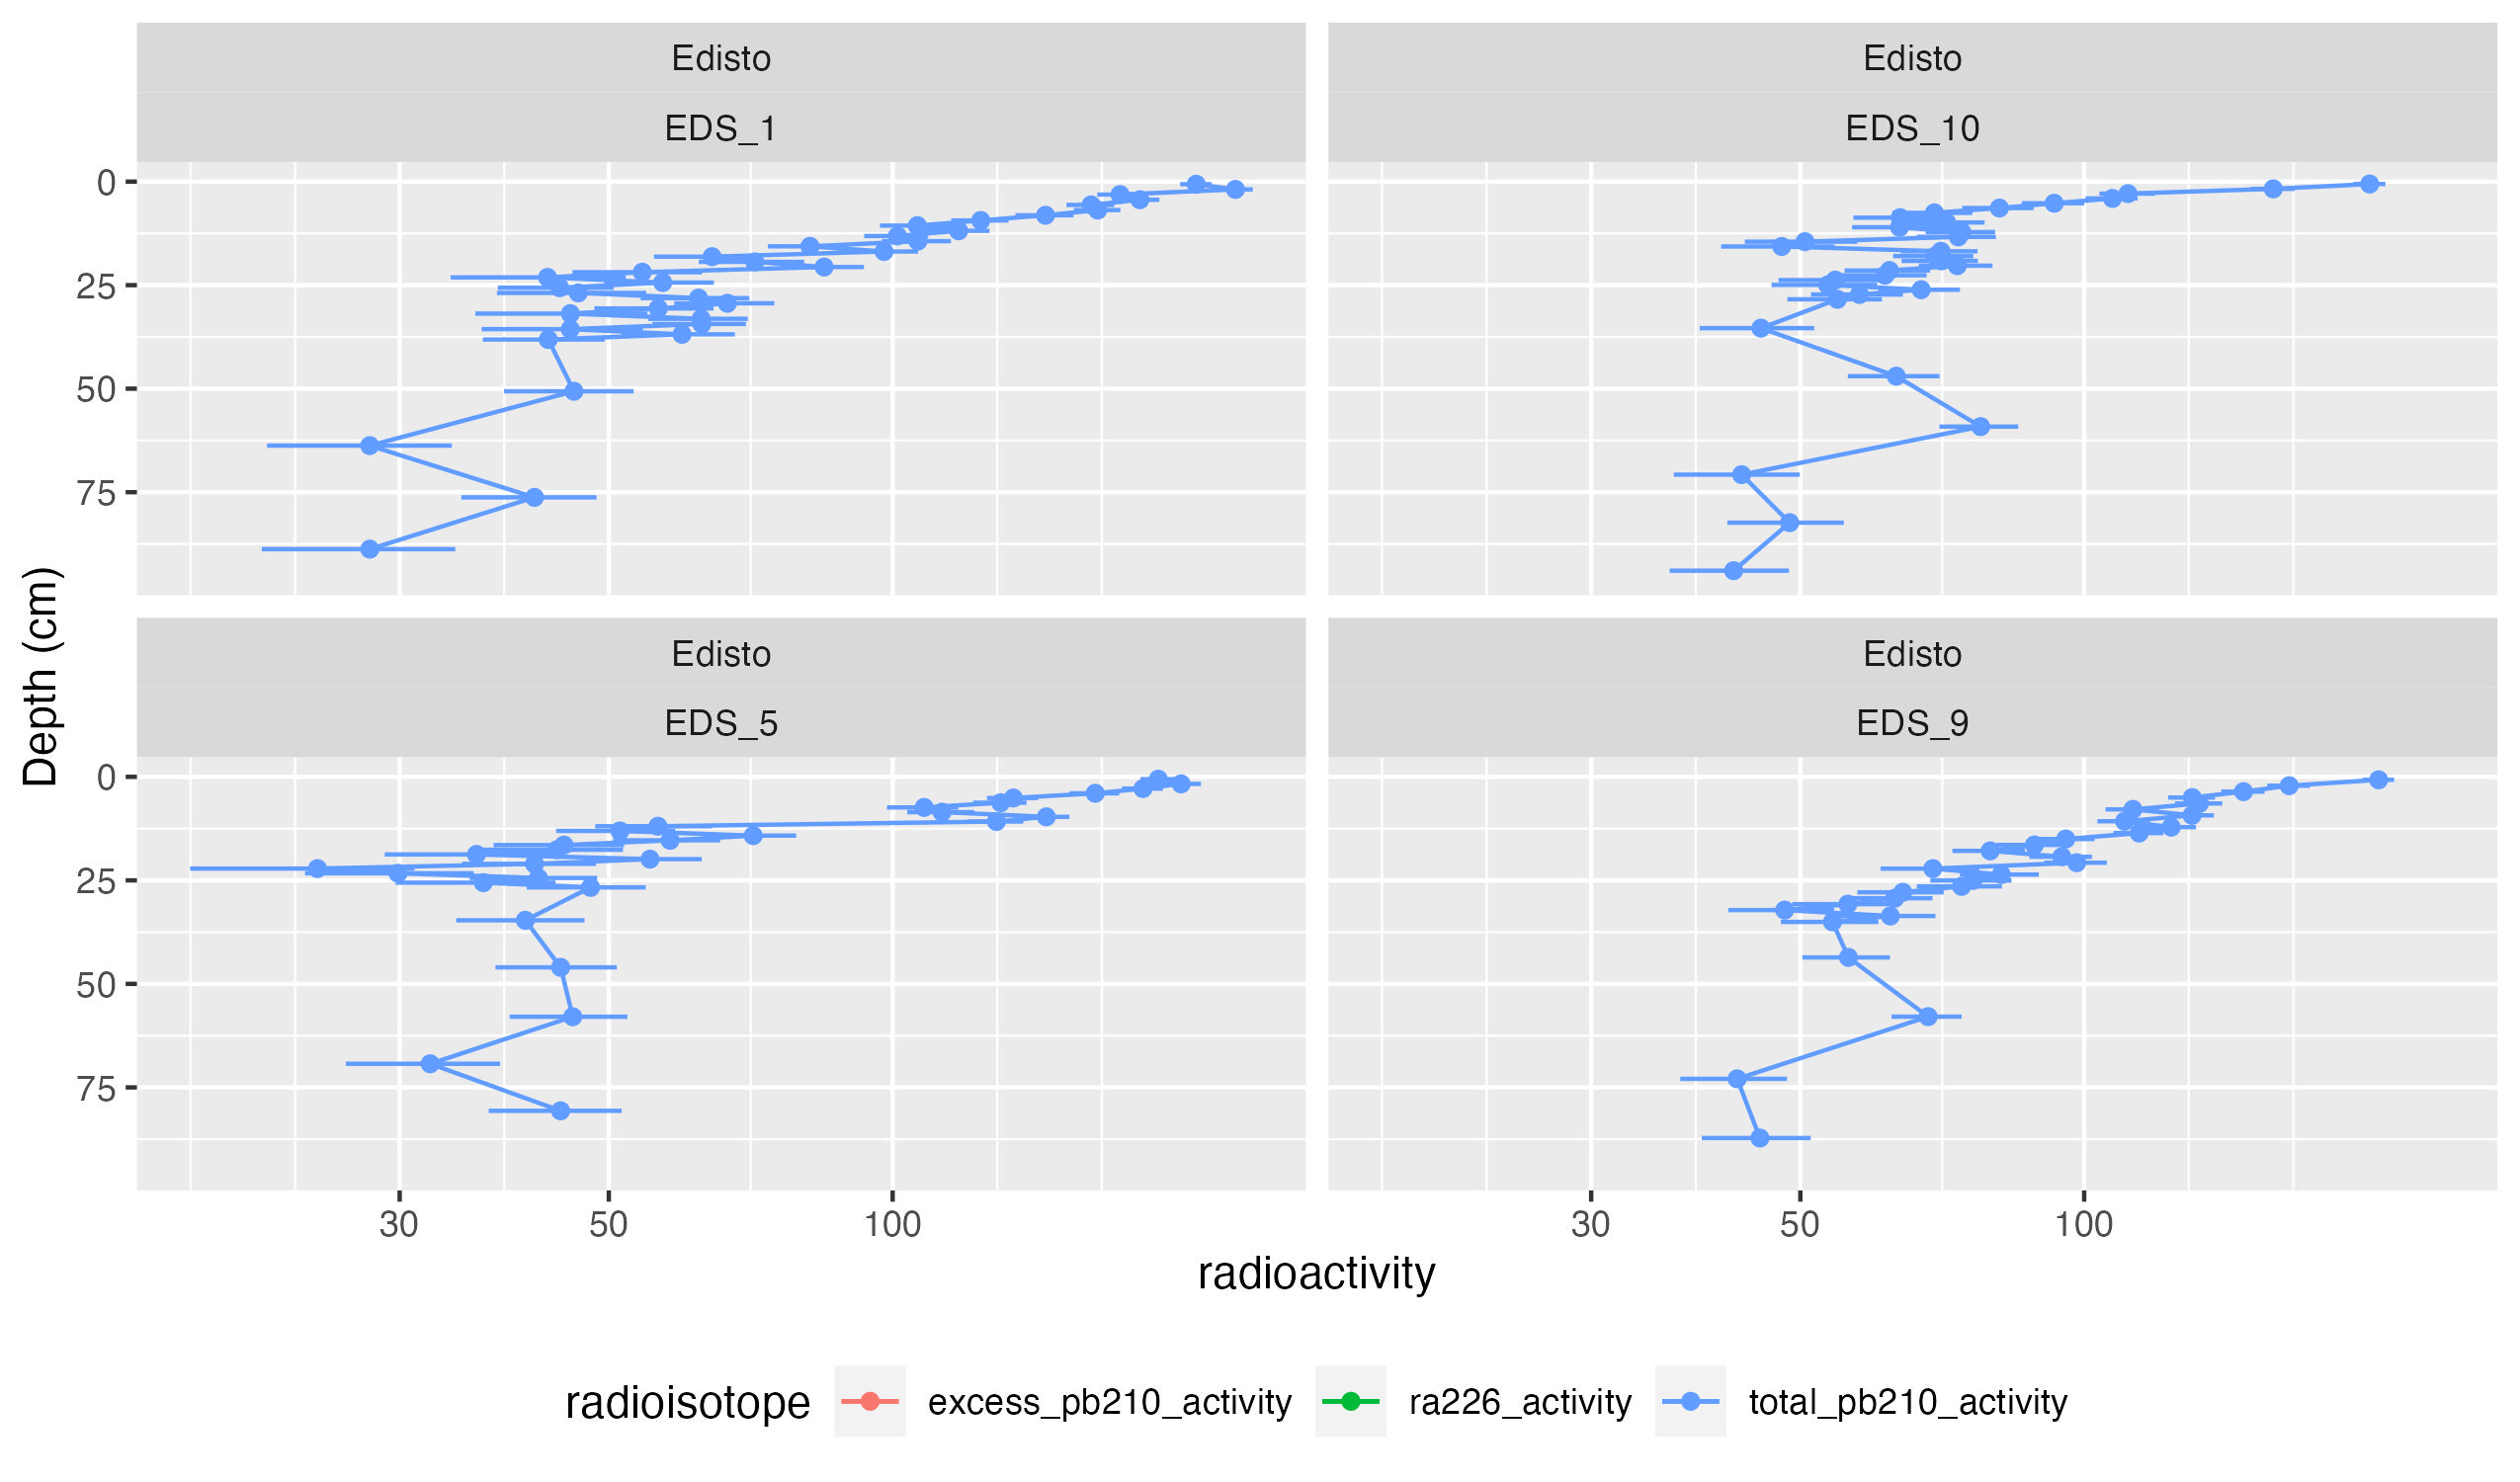 Edisto
Edisto
EDS_1
EDS_10
0
25
50
75
Edisto
Edisto
EDS_5
EDS_9
0
25
50
75
Depth (cm)
30 50 100 30 50 100
radioactivity
radioisotope excess_pb210_activity ra226_activity total_pb210_activity